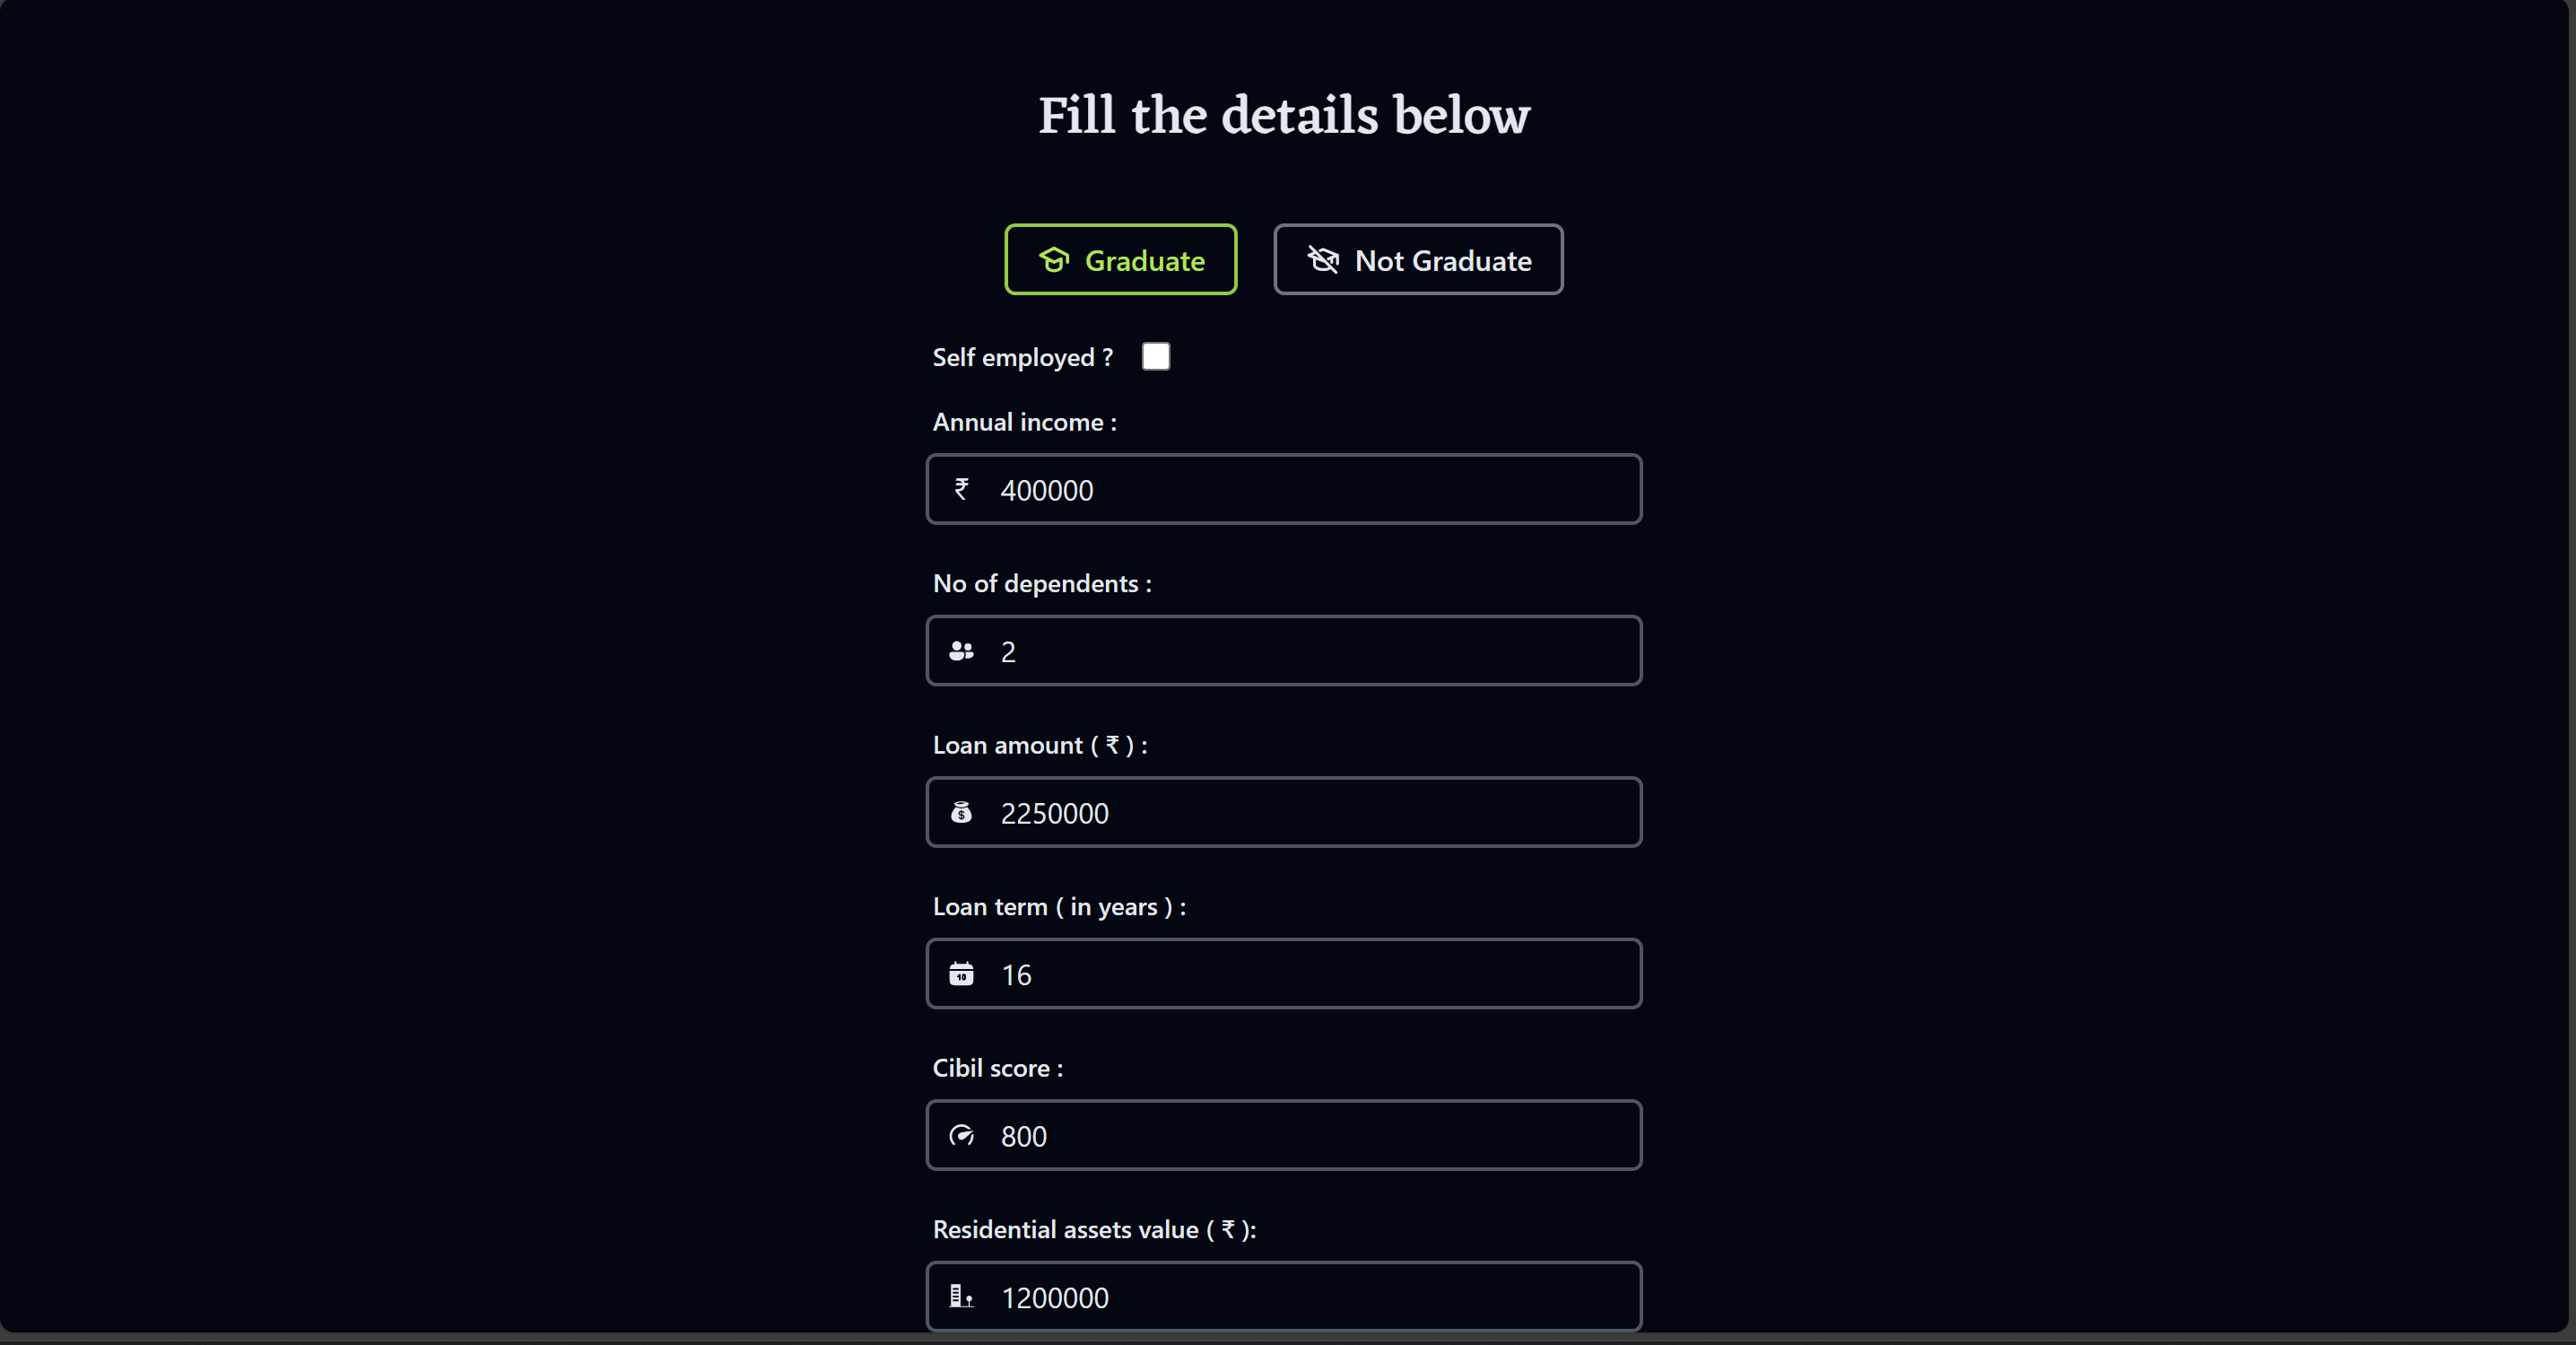 Fill the details below
Graduate
Not Graduate
Self employed ?
Annual income :
₹ 400000
No of dependents :
2
Loan amount ( ₹ ) :
$ 2250000
Loan term ( in years ) :
10 16
Cibil score :
800
Residential assets value ( ₹ ):
1200000